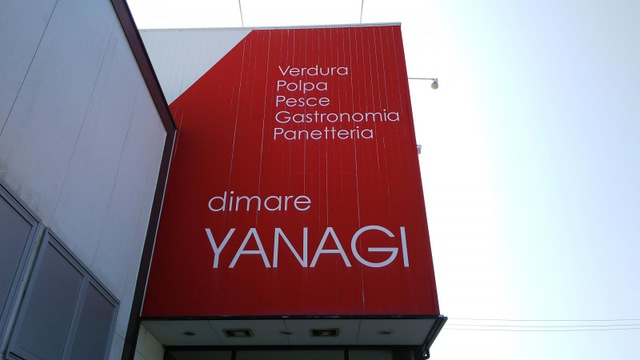 Verdura
Polpa
Pesce
Gastronomia
Panetteria
dimare
YANAGI